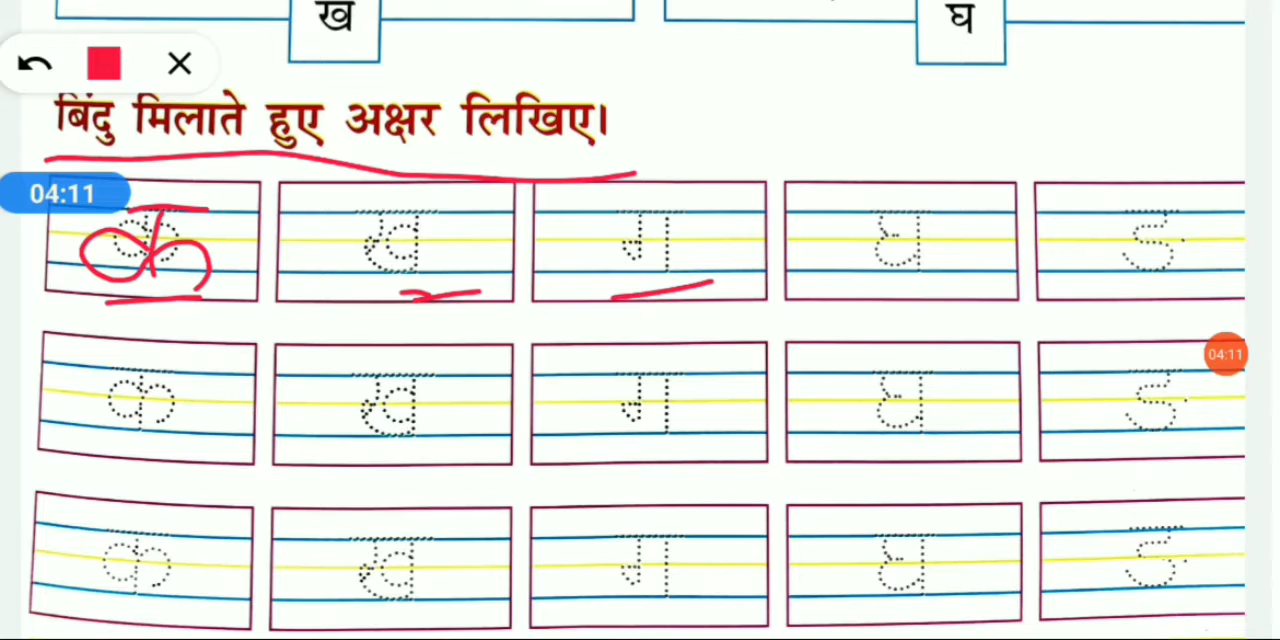 ख घ
बिंदु मिलाते हुए अक्षर लिखिए।
04:11
क ख ग घ ङ
04:11
क ख ग घ ङ
क ख ग घ ङ